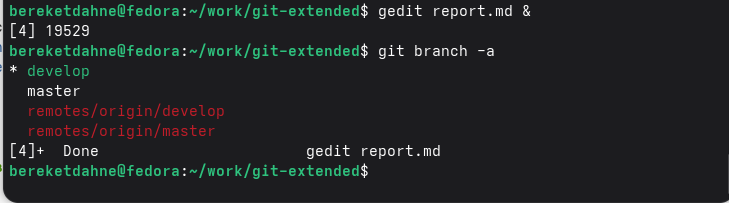 bereketdahne@fedora:~/work/git-extended$ gedit report.md &
[4] 19529
bereketdahne@fedora:~/work/git-extended$ git branch -a
* develop
  master
  remotes/origin/develop
  remotes/origin/master
[4]+  Done                    gedit report.md
bereketdahne@fedora:~/work/git-extended$